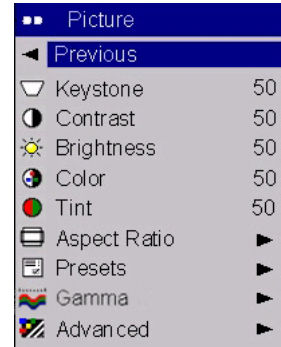 Picture
Previous
Keystone 50
Contrast 50
Brightness 50
Color 50
Tint 50
Aspect Ratio
Presets
Gamma
Advanced